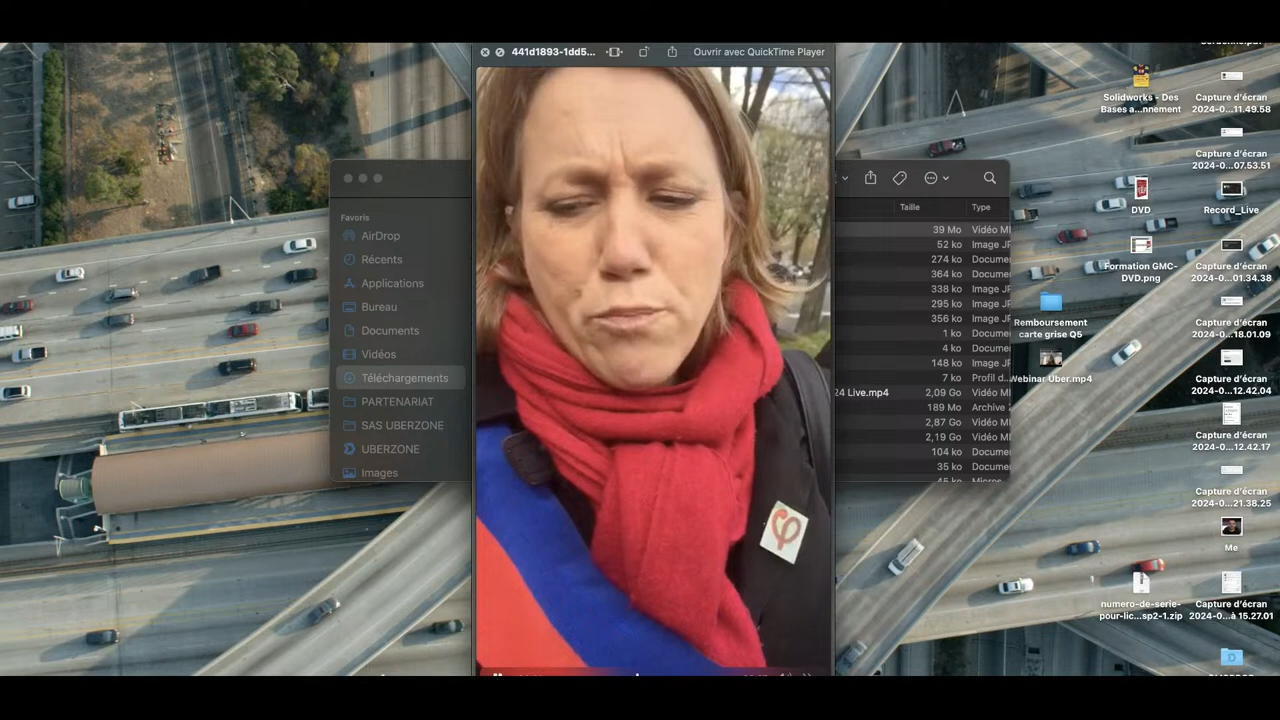 441d1893-1dd5...
Ouvrir avec QuickTime Player
Favoris
AirDrop
Récents
Applications
Bureau
Documents
Vidéos
Téléchargements
PARTENARIAT
SAS UBERZONE
UBERZONE
Images
Taille
Type
39 Mo
Vidéo M
52 ko
Image JP
274 ko
Docume
364 ko
Docume
338 ko
Image JP
295 ko
Docume
356 ko
Image JP
1 ko
Docume
4 ko
Docume
148 ko
Image JP
7 ko
Profil d...
24 Live.mp4
2,09 Go
Vidéo M
189 Mo
Archive
2,87 Go
Vidéo M
2,19 Go
Vidéo M
104 ko
Docume
35 ko
Docume
45 ko
Micros
Solidworks - Des
Bases a...nnement
Capture d'écran
2024-0...11.49.58
Capture d'écran
2024-0...07.53.51
DVD
Record_Live
Formation GMC-
DVD.png
Capture d'écran
2024-0...01.34.38
Remboursement
carte grise Q5
Capture d'écran
2024-0...18.01.09
Webinar Uber.mp4
Capture d'écran
2024-0...12.42.04
Capture d'écran
2024-0...12.42.17
Capture d'écran
2024-0...21.38.25
Me
numero-de-serie-
pour-lic...sp2-1.zip
Capture d'écran
2024-0...à 15.27.01